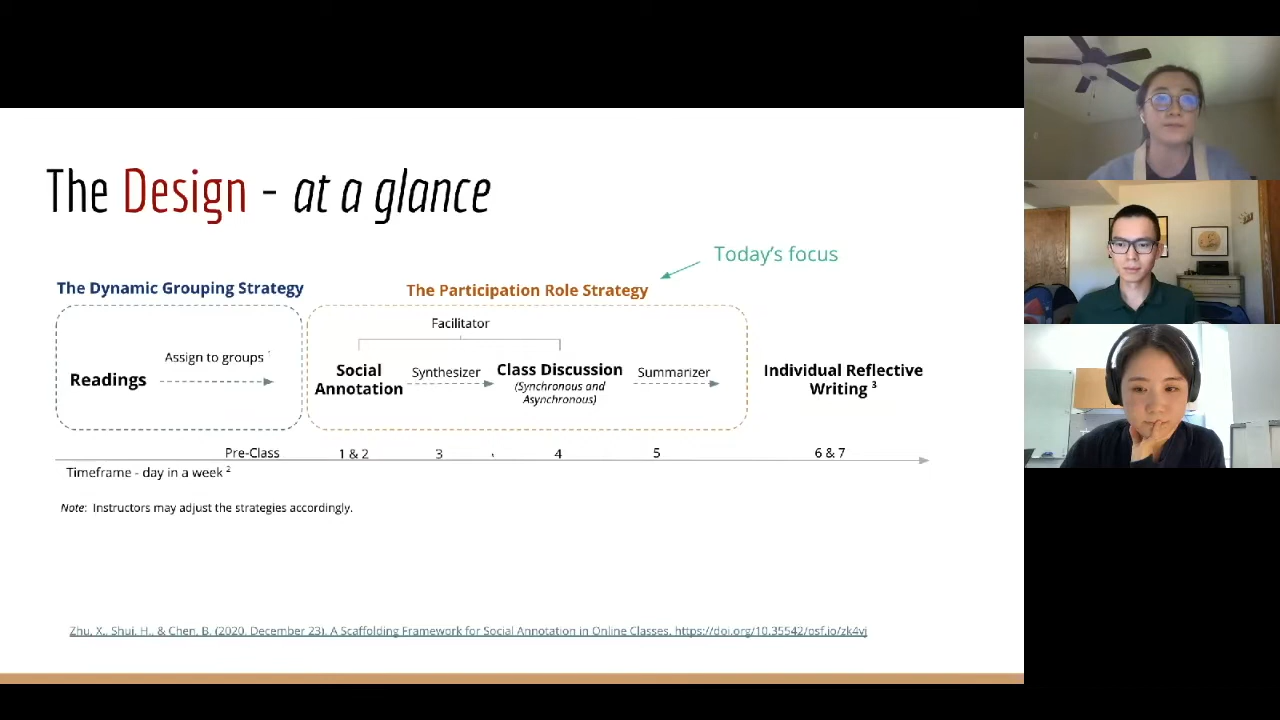 The Design - at a glance
Today's focus
The Dynamic Grouping Strategy
The Participation Role Strategy
Facilitator
Assign to groups
Readings
Social
Annotation
Synthesizer
Class Discussion
(Synchronous and
Asynchronous)
Summarizer
Individual Reflective
Writing 3
Pre-Class
1 & 2
3
4
5
6 & 7
Timeframe - day in a week 2
Note: Instructors may adjust the strategies accordingly.
Zhu, X., Shui, H., & Chen, B. (2020, December 23). A Scaffolding Framework for Social Annotation in Online Classes. https://doi.org/10.35542/osf.io/zk4vj